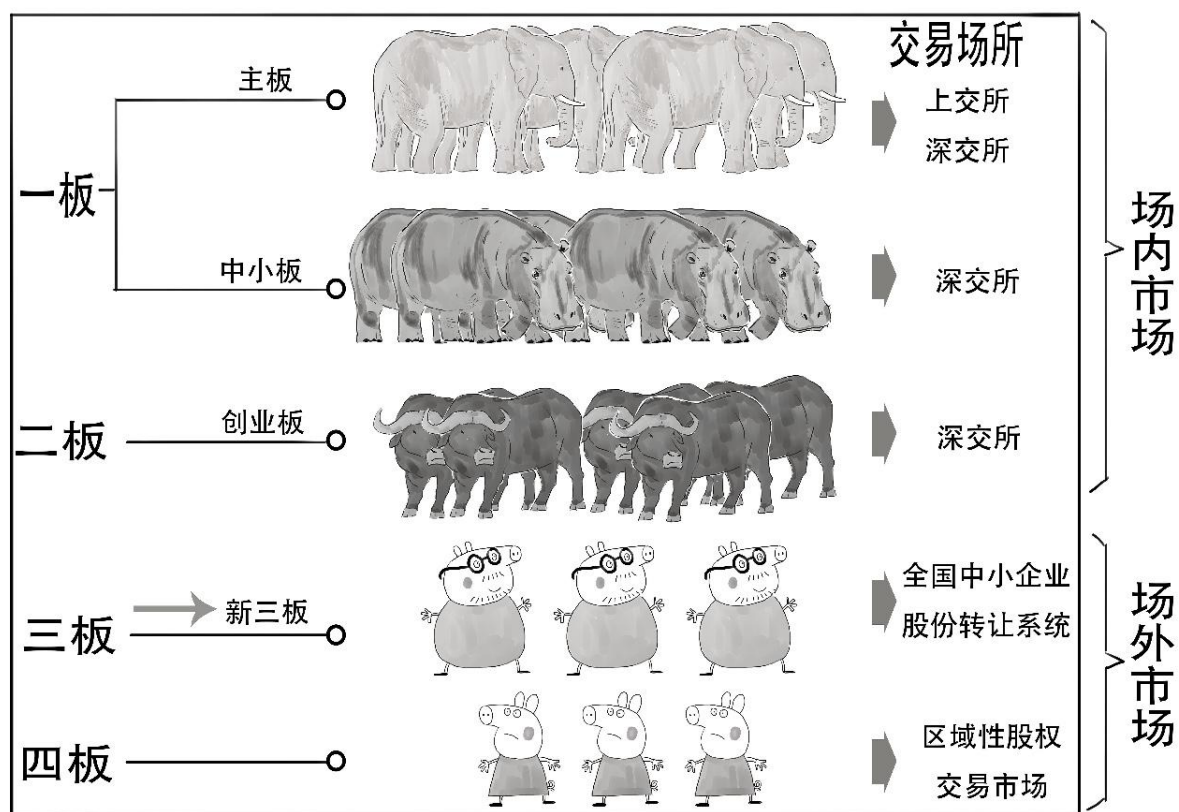 交易场所
主板
上交所
深交所
一板
中小板
深交所
场内市场
二板
创业板
深交所
三板
新三板
全国中小企业
股份转让系统
场外市场
四板
区域性股权
交易市场